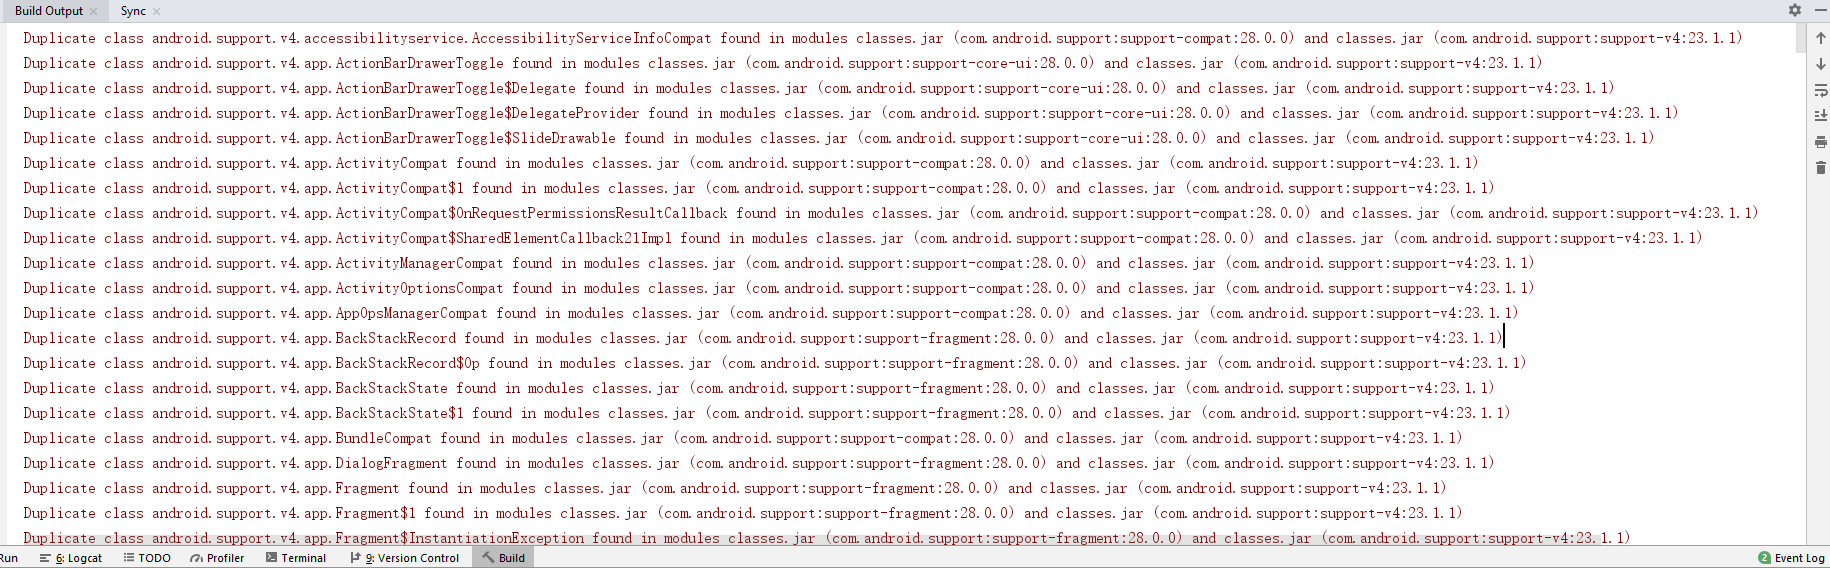 Build Output × Sync ×
Duplicate class android.support.v4.accessibilityservice.AccessibilityServiceInfoCompat found in modules classes.jar (com.android.support:support-compat:28.0.0) and classes.jar (com.android.support:support-v4:23.1.1)
Duplicate class android.support.v4.app.ActionBarDrawerToggle found in modules classes.jar (com.android.support:support-core-ui:28.0.0) and classes.jar (com.android.support:support-v4:23.1.1)
Duplicate class android.support.v4.app.ActionBarDrawerToggle$Delegate found in modules classes.jar (com.android.support:support-core-ui:28.0.0) and classes.jar (com.android.support:support-v4:23.1.1)
Duplicate class android.support.v4.app.ActionBarDrawerToggle$DelegateProvider found in modules classes.jar (com.android.support:support-core-ui:28.0.0) and classes.jar (com.android.support:support-v4:23.1.1)
Duplicate class android.support.v4.app.ActionBarDrawerToggle$SlideDrawable found in modules classes.jar (com.android.support:support-core-ui:28.0.0) and classes.jar (com.android.support:support-v4:23.1.1)
Duplicate class android.support.v4.app.ActivityCompat found in modules classes.jar (com.android.support:support-compat:28.0.0) and classes.jar (com.android.support:support-v4:23.1.1)
Duplicate class android.support.v4.app.ActivityCompat$1 found in modules classes.jar (com.android.support:support-compat:28.0.0) and classes.jar (com.android.support:support-v4:23.1.1)
Duplicate class android.support.v4.app.ActivityCompat$OnRequestPermissionsResultCallback found in modules classes.jar (com.android.support:support-compat:28.0.0) and classes.jar (com.android.support:support-v4:23.1.1)
Duplicate class android.support.v4.app.ActivityCompat$SharedElementCallback21Impl found in modules classes.jar (com.android.support:support-compat:28.0.0) and classes.jar (com.android.support:support-v4:23.1.1)
Duplicate class android.support.v4.app.ActivityManagerCompat found in modules classes.jar (com.android.support:support-compat:28.0.0) and classes.jar (com.android.support:support-v4:23.1.1)
Duplicate class android.support.v4.app.ActivityOptionsCompat found in modules classes.jar (com.android.support:support-compat:28.0.0) and classes.jar (com.android.support:support-v4:23.1.1)
Duplicate class android.support.v4.app.AppOpsManagerCompat found in modules classes.jar (com.android.support:support-compat:28.0.0) and classes.jar (com.android.support:support-v4:23.1.1)
Duplicate class android.support.v4.app.BackStackRecord found in modules classes.jar (com.android.support:support-fragment:28.0.0) and classes.jar (com.android.support:support-v4:23.1.1)
Duplicate class android.support.v4.app.BackStackRecord$Op found in modules classes.jar (com.android.support:support-fragment:28.0.0) and classes.jar (com.android.support:support-v4:23.1.1)
Duplicate class android.support.v4.app.BackStackState found in modules classes.jar (com.android.support:support-fragment:28.0.0) and classes.jar (com.android.support:support-v4:23.1.1)
Duplicate class android.support.v4.app.BackStackState$1 found in modules classes.jar (com.android.support:support-fragment:28.0.0) and classes.jar (com.android.support:support-v4:23.1.1)
Duplicate class android.support.v4.app.BundleCompat found in modules classes.jar (com.android.support:support-compat:28.0.0) and classes.jar (com.android.support:support-v4:23.1.1)
Duplicate class android.support.v4.app.DialogFragment found in modules classes.jar (com.android.support:support-fragment:28.0.0) and classes.jar (com.android.support:support-v4:23.1.1)
Duplicate class android.support.v4.app.Fragment found in modules classes.jar (com.android.support:support-fragment:28.0.0) and classes.jar (com.android.support:support-v4:23.1.1)
Duplicate class android.support.v4.app.Fragment$1 found in modules classes.jar (com.android.support:support-fragment:28.0.0) and classes.jar (com.android.support:support-v4:23.1.1)
Duplicate class android.support.v4.app.Fragment$InstantiationException found in modules classes.jar (com.android.support:support-fragment:28.0.0) and classes.jar (com.android.support:support-v4:23.1.1)
Run 6: Logcat TODO Profiler Terminal 9: Version Control Build 2 Event Log